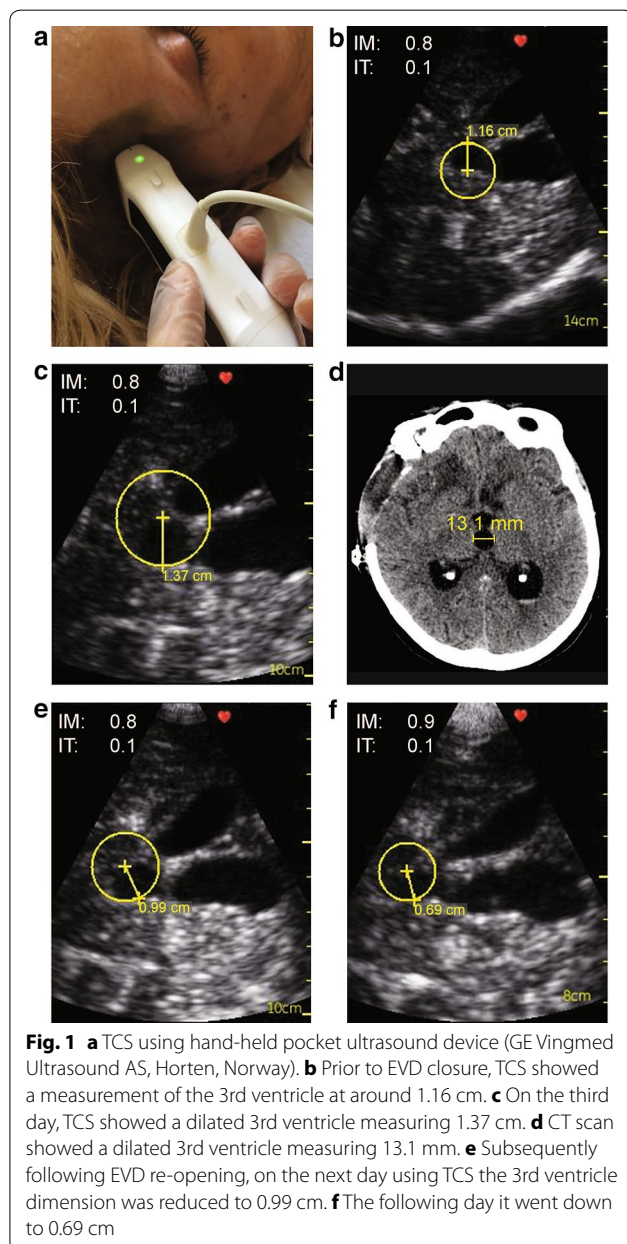 a
b
IM: 0.8
IT: 0.1
1.16 cm
14cm
c
IM: 0.8
IT: 0.1
1.37 cm
10cm
d
13.1 mm
e
IM: 0.8
IT: 0.1
0.99 cm
10cm
f
IM: 0.9
IT: 0.1
0.69 cm
8cm
Fig. 1 a TCS using hand-held pocket ultrasound device (GE Vingmed
Ultrasound AS, Horten, Norway). b Prior to EVD closure, TCS showed
a measurement of the 3rd ventricle at around 1.16 cm. c On the third
day, TCS showed a dilated 3rd ventricle measuring 1.37 cm. d CT scan
showed a dilated 3rd ventricle measuring 13.1 mm. e Subsequently
following EVD re-opening, on the next day using TCS the 3rd ventricle
dimension was reduced to 0.99 cm. f The following day it went down
to 0.69 cm